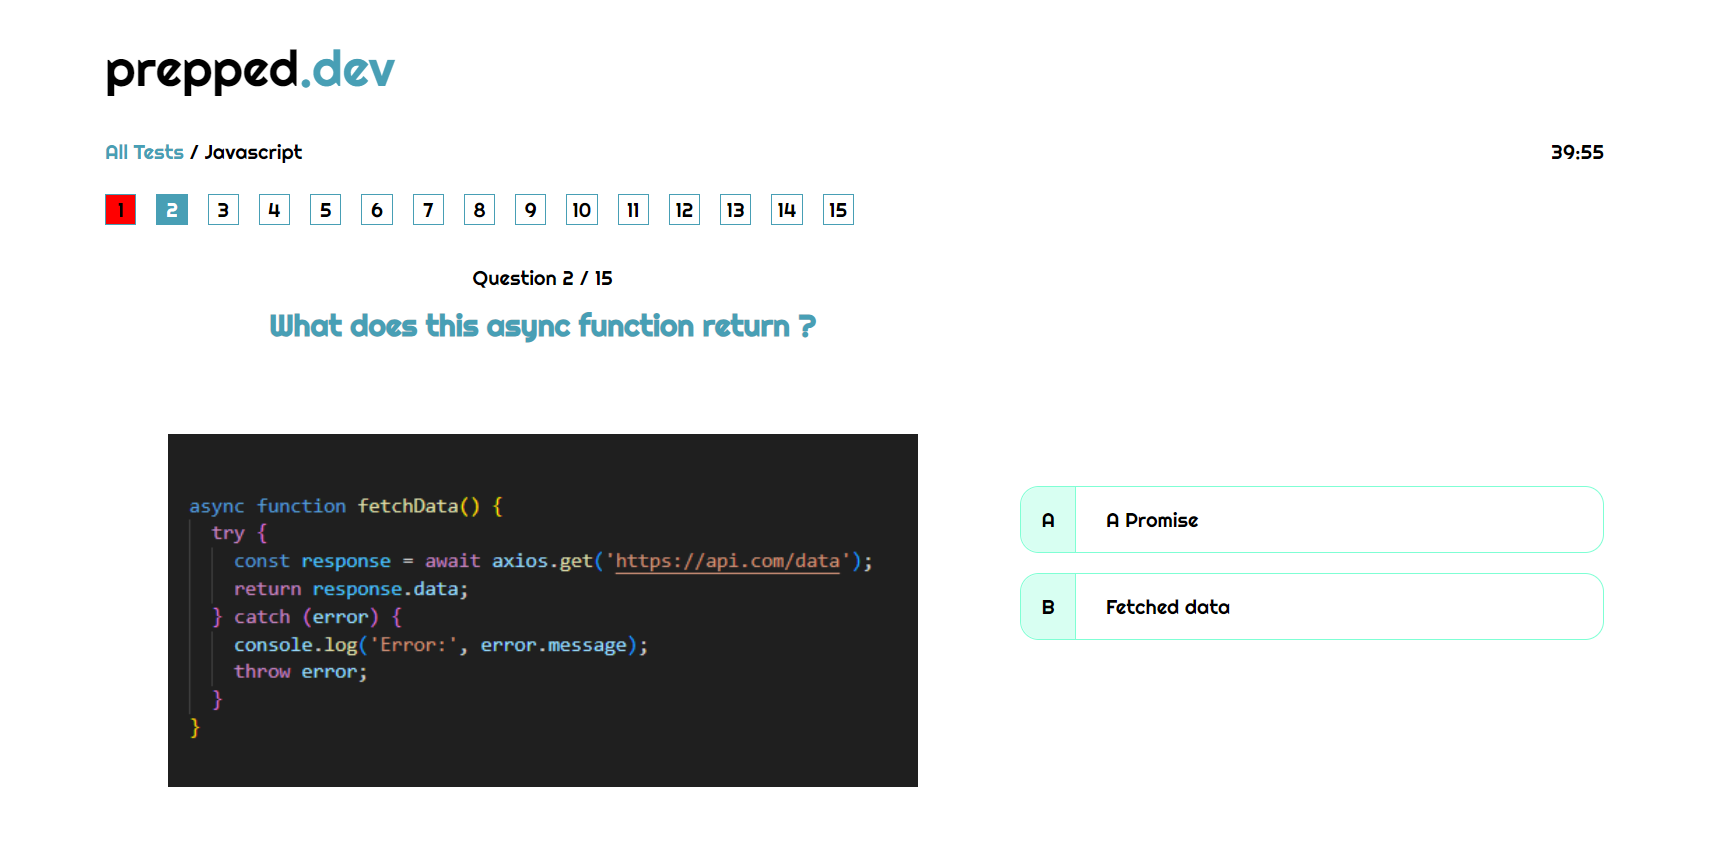 prepped.dev
All Tests / Javascript
39:55
1 2 3 4 5 6 7 8 9 10 11 12 13 14 15
Question 2 / 15
What does this async function return ?
async function fetchData() {
  try {
    const response = await axios.get('https://api.com/data');
    return response.data;
  } catch (error) {
    console.log('Error:', error.message);
    throw error;
  }
}
A A Promise
B Fetched data